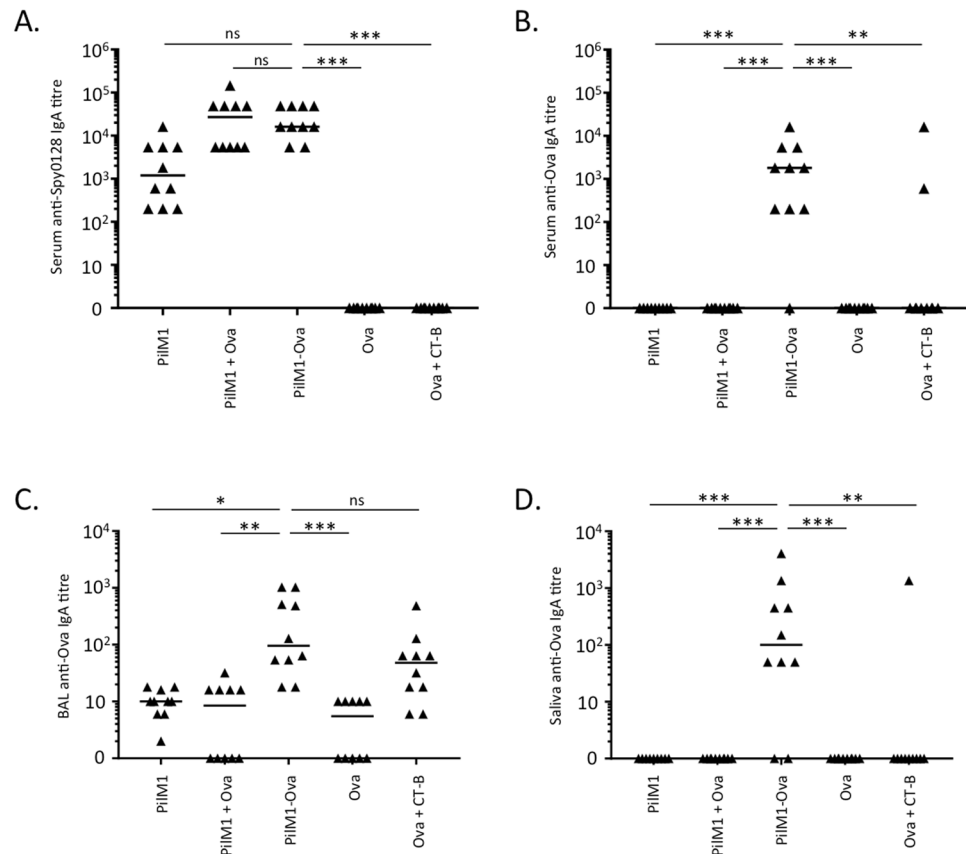 A.
ns
***
ns
***
Serum anti-Spy0128 IgA titre
10⁶
10⁵
10⁴
10³
10²
10
0
PilM1
PilM1 + Ova
PilM1-Ova
Ova
Ova + CT-B
B.
***
**
***
***
Serum anti-Ova IgA titre
10⁶
10⁵
10⁴
10³
10²
10
0
PilM1
PilM1 + Ova
PilM1-Ova
Ova
Ova + CT-B
C.
*
ns
**
***
BAL anti-Ova IgA titre
10⁴
10³
10²
10
0
PilM1
PilM1 + Ova
PilM1-Ova
Ova
Ova + CT-B
D.
***
**
***
***
Saliva anti-Ova IgA titre
10⁴
10³
10²
10
0
PilM1
PilM1 + Ova
PilM1-Ova
Ova
Ova + CT-B